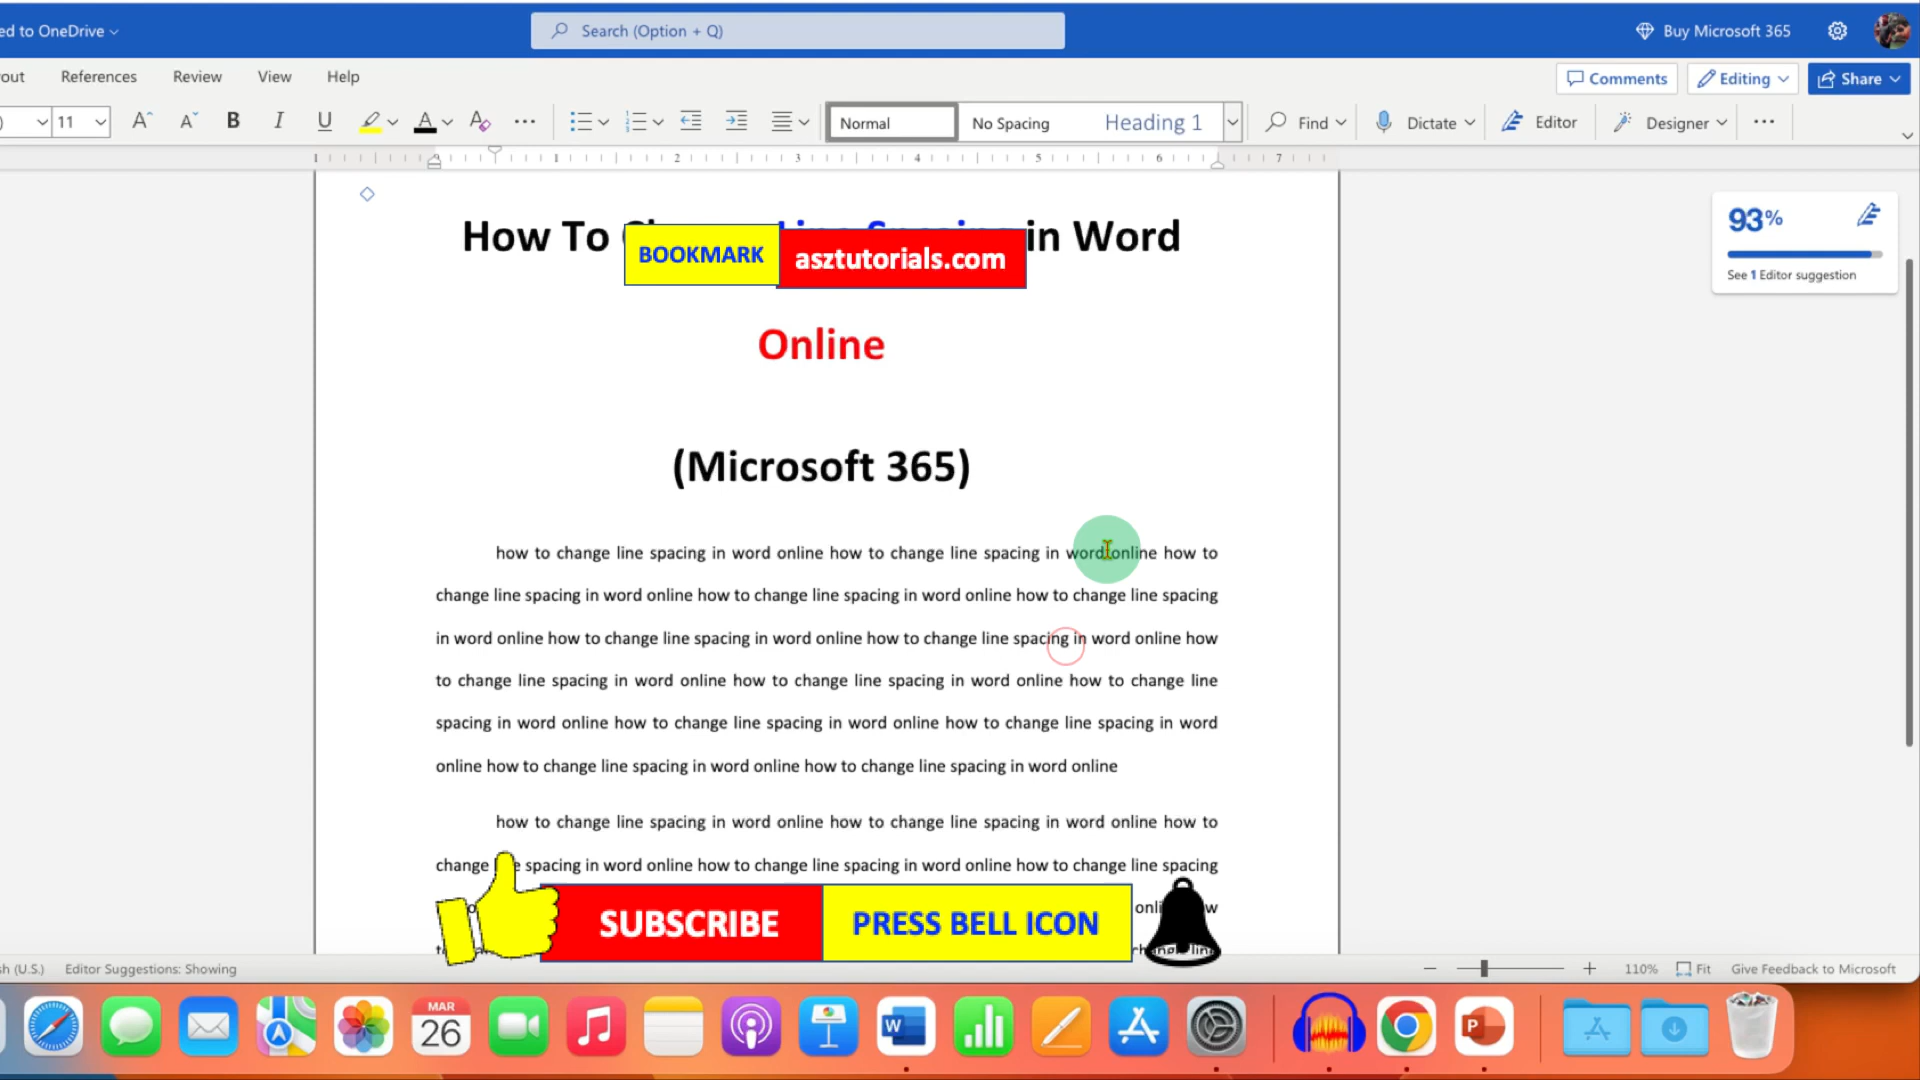 ed to OneDrive
Search (Option + Q)
Buy Microsoft 365
out References Review View Help
Comments Editing Share
) 11 A A B I U A A Normal No Spacing Heading 1 Find Dictate Editor Designer
1 1 2 3 4 5 6 7
How To in Word
BOOKMARK asztutorials.com
93%
See 1 Editor suggestion
Online
(Microsoft 365)
how to change line spacing in word online how to change line spacing in word online how to
change line spacing in word online how to change line spacing in word online how to change line spacing
in word online how to change line spacing in word online how to change line spacing in word online how
to change line spacing in word online how to change line spacing in word online how to change line
spacing in word online how to change line spacing in word online how to change line spacing in word
online how to change line spacing in word online how to change line spacing in word online
how to change line spacing in word online how to change line spacing in word online how to
change spacing in word online how to change line spacing in word online how to change line spacing
SUBSCRIBE PRESS BELL ICON
sh (U.S.) Editor Suggestions: Showing
110% Fit Give Feedback to Microsoft
MAR
26
W
P